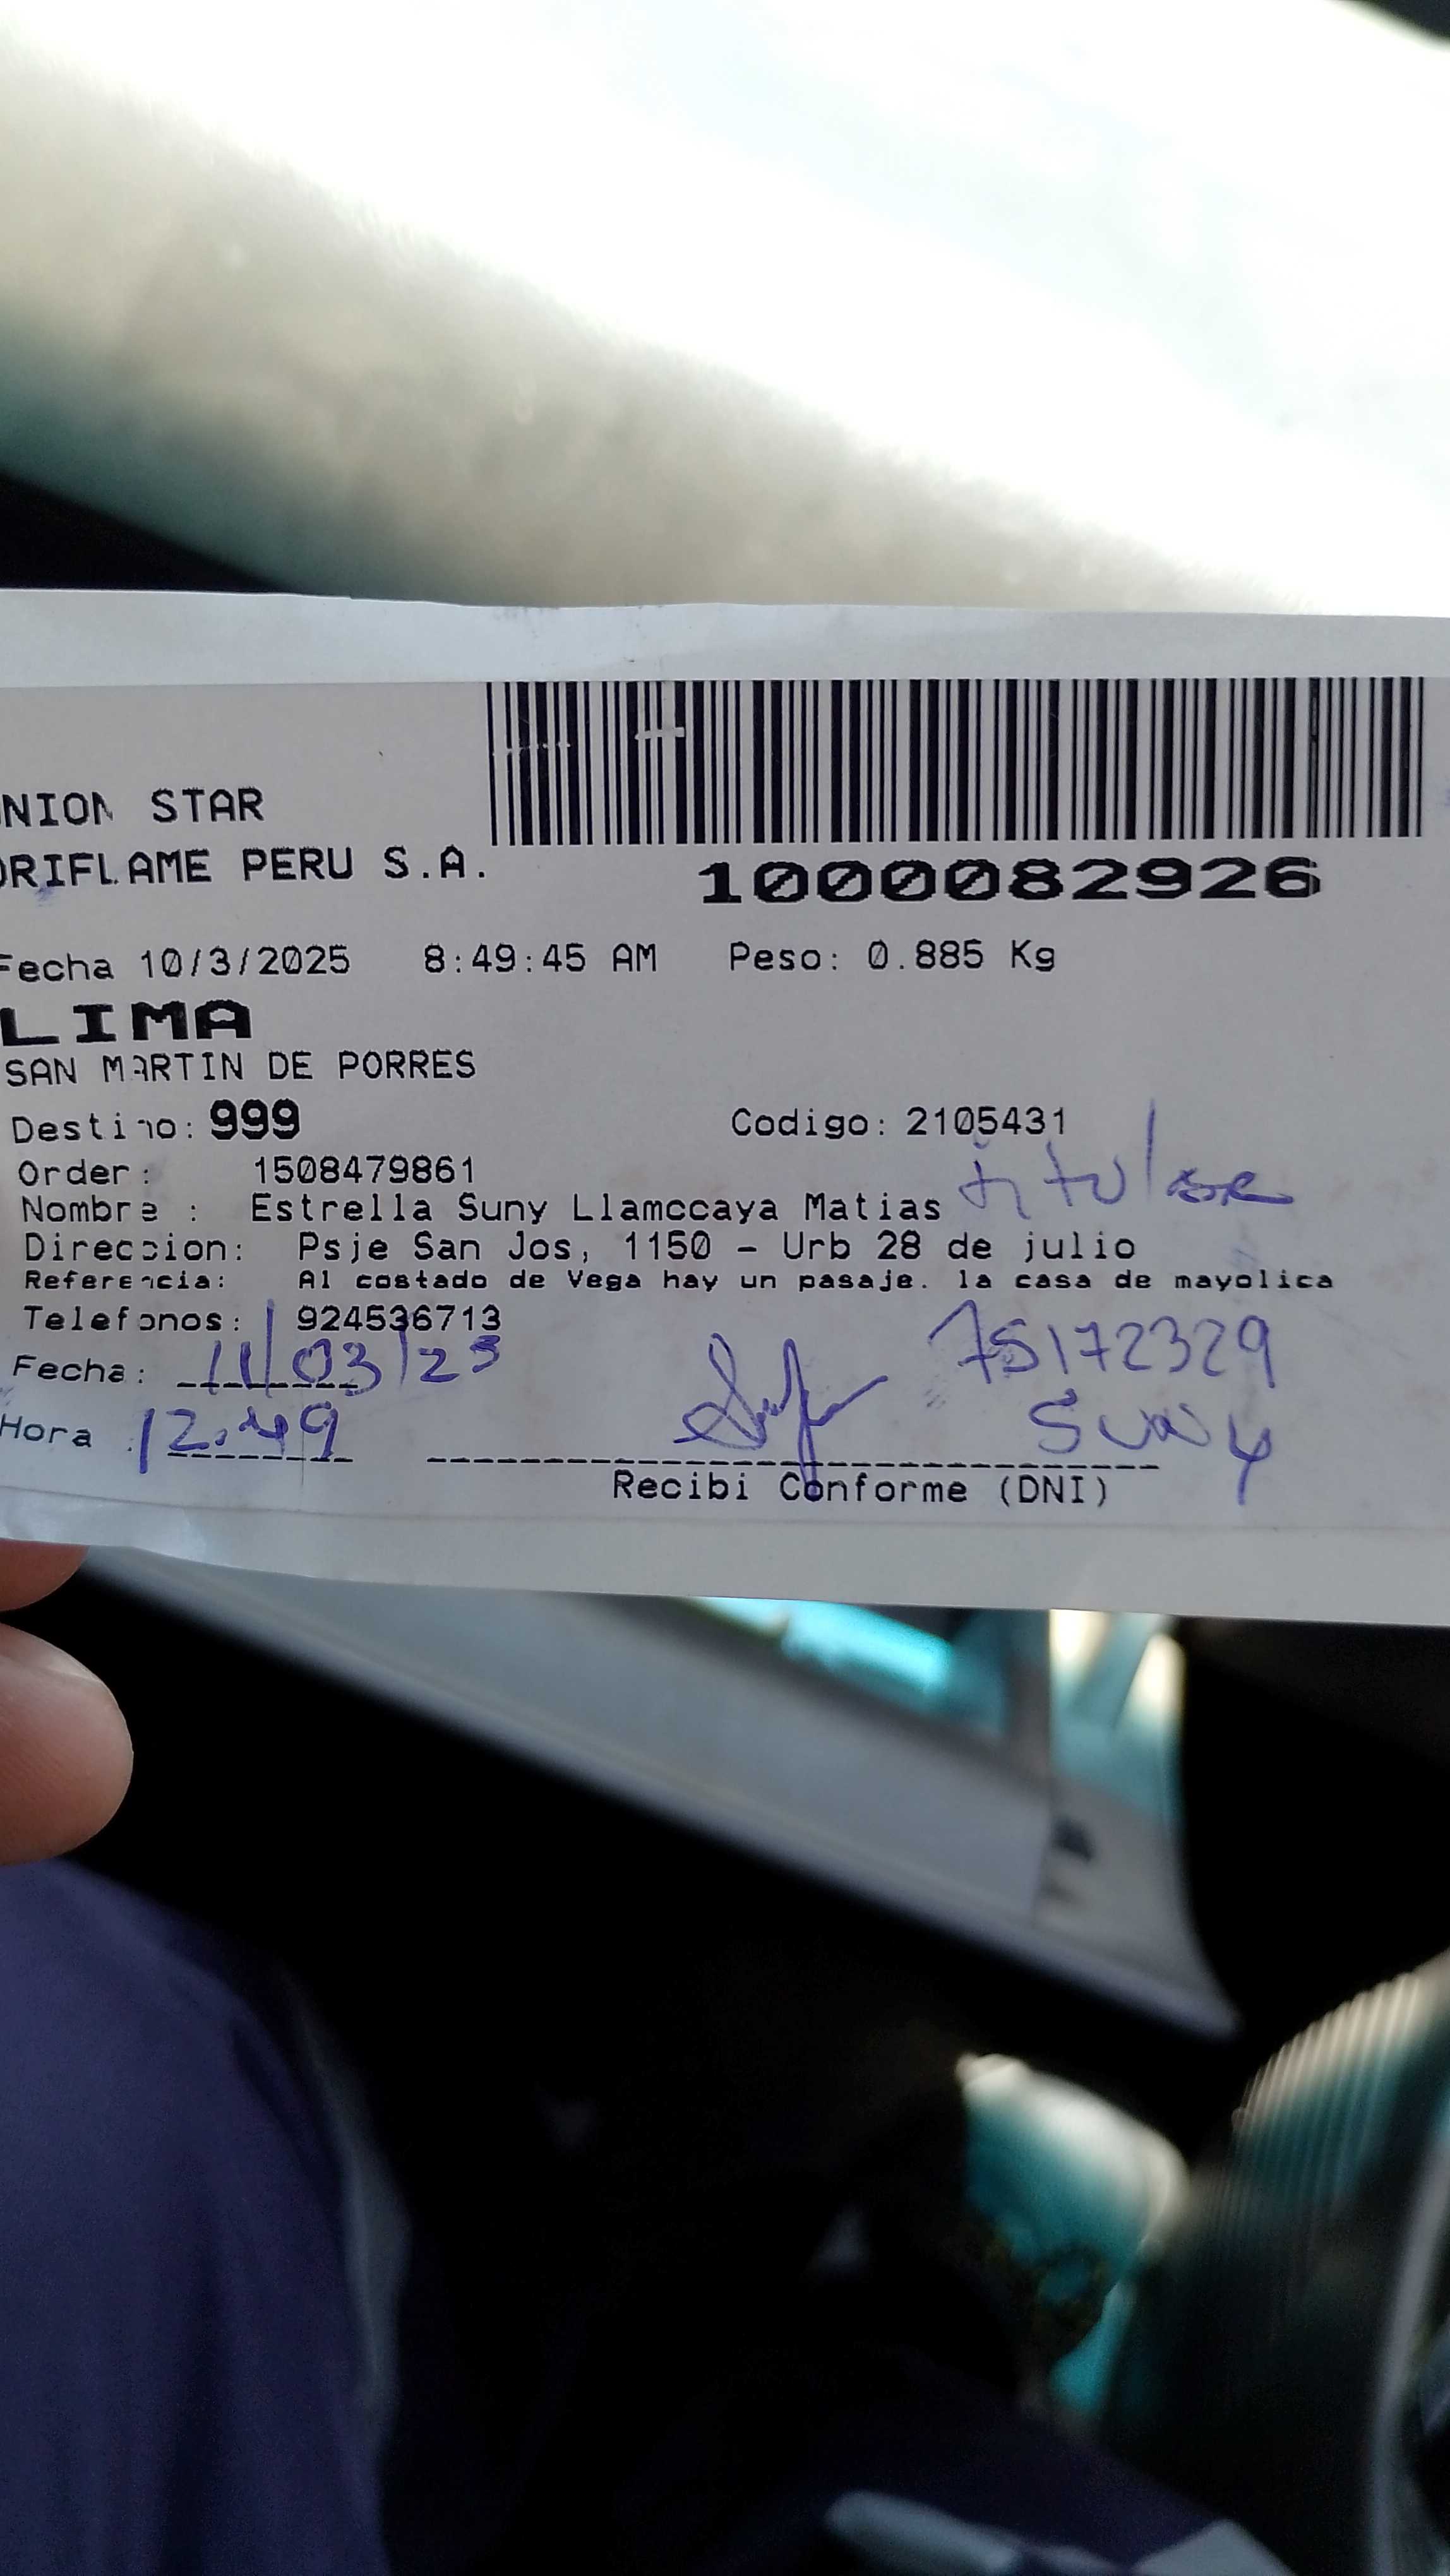 NION STAR
ORIFLAME PERU S.A.
1000082926
Fecha 10/3/2025 8:49:45 AM Peso: 0.885 Kg
LIMA
SAN MARTIN DE PORRES
Destino: 999 Codigo: 2105431
Order: 1508479861 titular
Nombre : Estrella Suny Llamccaya Matias
Direccion: Psje San Jos, 1150 - Urb 28 de julio
Referencia: Al costado de Vega hay un pasaje. la casa de mayolica
Telefonos: 924536713
75172329
Fecha: 11/03/25
Hora : 12:49 Suny
Recibi Conforme (DNI)